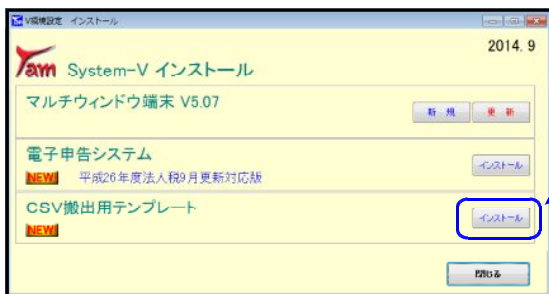 V環境設定 インストール
2014. 9
Tam System-V インストール
マルチウィンドウ端末 V5.07
新 規 更 新
電子申告システム
インストール
NEW! 平成26年度法人税9月更新対応版
CSV搬出用テンプレート
インストール
NEW!
閉じる